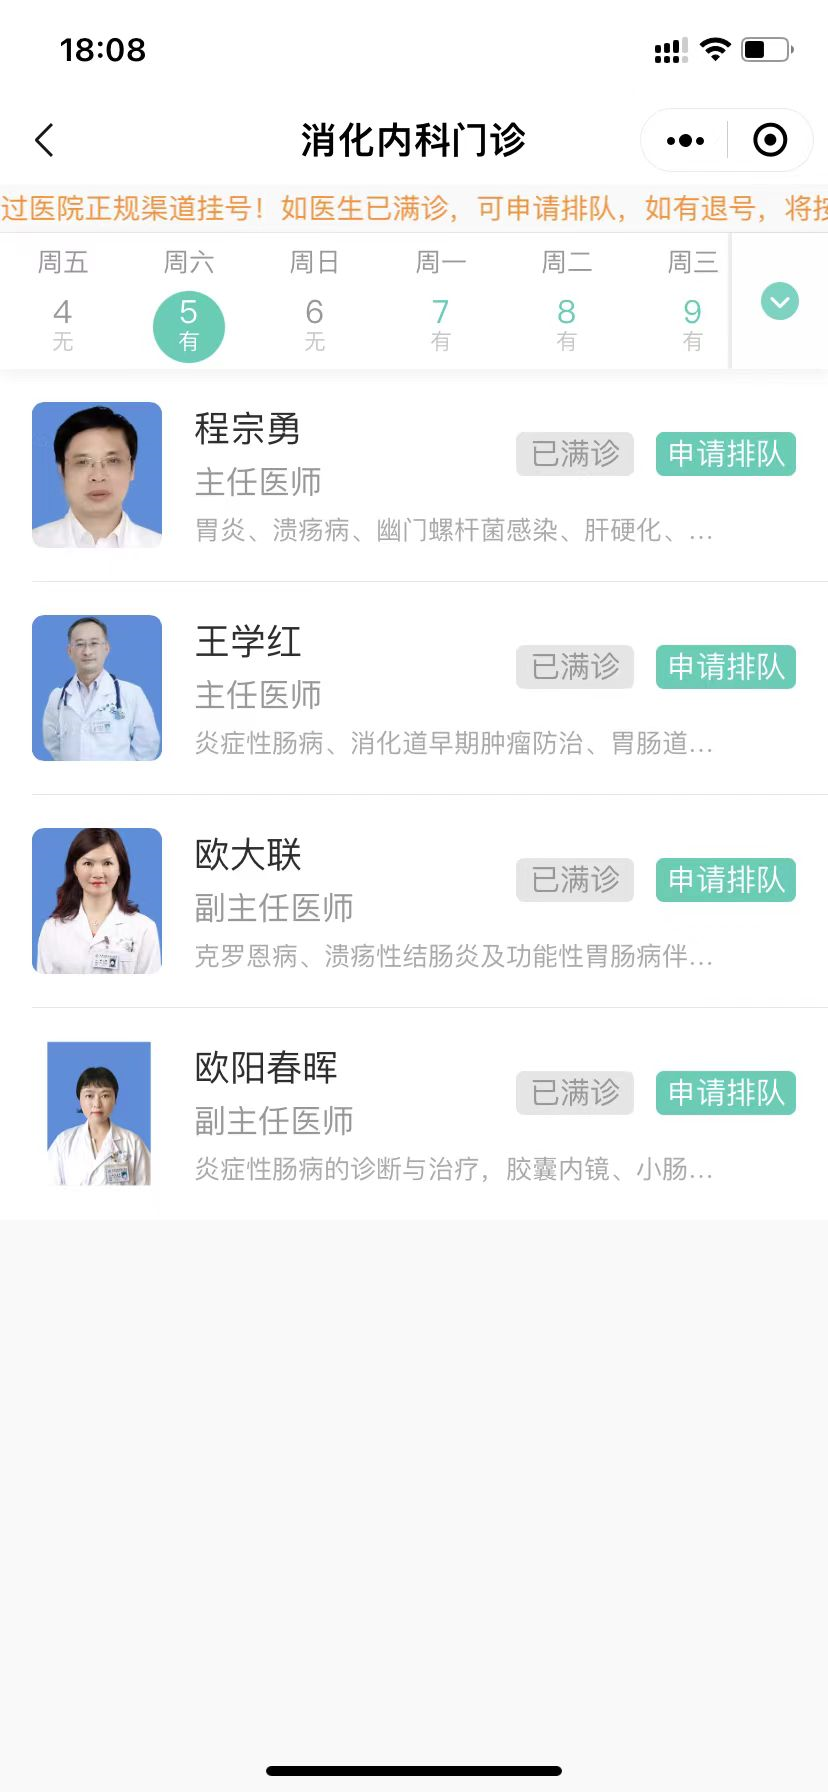 18:08
消化内科门诊
过医院正规渠道挂号！如医生已满诊，可申请排队，如有退号，将按
周五 周六 周日 周一 周二 周三
4 5 6 7 8 9
无 有 无 有 有 有
程宗勇
已满诊 申请排队
主任医师
胃炎、溃疡病、幽门螺杆菌感染、肝硬化、...
王学红
已满诊 申请排队
主任医师
炎症性肠病、消化道早期肿瘤防治、胃肠道...
欧大联
已满诊 申请排队
副主任医师
克罗恩病、溃疡性结肠炎及功能性胃肠病伴...
欧阳春晖
已满诊 申请排队
副主任医师
炎症性肠病的诊断与治疗，胶囊内镜、小肠...